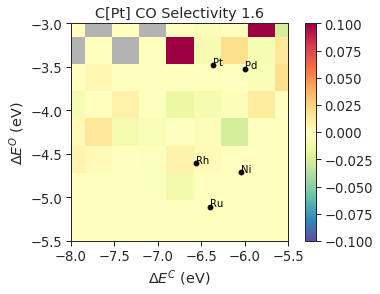 C[Pt] CO Selectivity 1.6
−3.0
−3.5
−4.0
−4.5
−5.0
−5.5
ΔE^O (eV)
Pt
Pd
Rh
Ni
Ru
−8.0 −7.5 −7.0 −6.5 −6.0 −5.5
ΔE^C (eV)
0.100
0.075
0.050
0.025
0.000
−0.025
−0.050
−0.075
−0.100